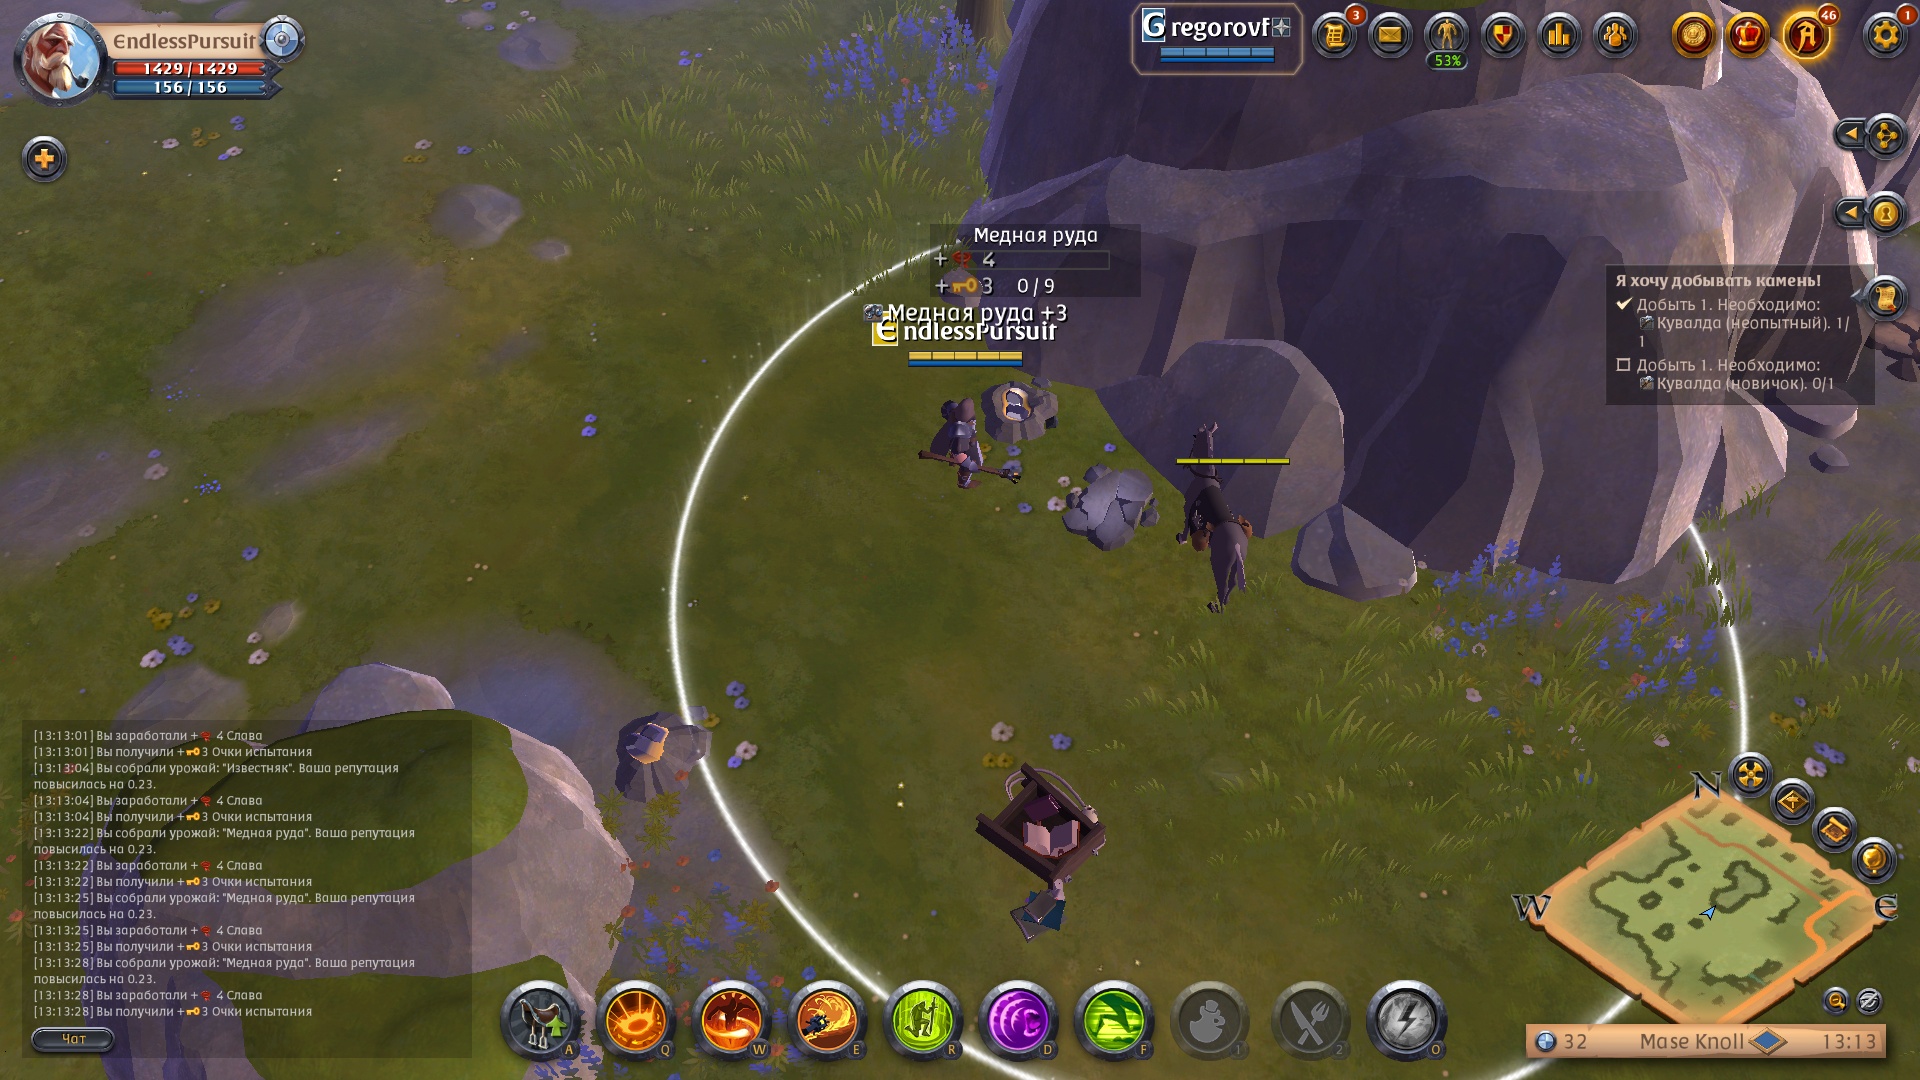 EndlessPursuit
1429 / 1429
156 / 156
Gregorovf
3
53%
46
1
Медная руда
+ 4
+ 3 0 / 9
Медная руда +3
EndlessPursuit
Я хочу добывать камень!
Добыть 1. Необходимо:
Кувалда (неопытный). 1/
1
Добыть 1. Необходимо:
Кувалда (новичок). 0/1
[13:13:01] Вы заработали + 4 Слава
[13:13:01] Вы получили + 3 Очки испытания
[13:13:04] Вы собрали урожай: "Известняк". Ваша репутация
повысилась на 0.23.
[13:13:04] Вы заработали + 4 Слава
[13:13:04] Вы получили + 3 Очки испытания
[13:13:22] Вы собрали урожай: "Медная руда". Ваша репутация
повысилась на 0.23.
[13:13:22] Вы заработали + 4 Слава
[13:13:22] Вы получили + 3 Очки испытания
[13:13:25] Вы собрали урожай: "Медная руда". Ваша репутация
повысилась на 0.23.
[13:13:25] Вы заработали + 4 Слава
[13:13:25] Вы получили + 3 Очки испытания
[13:13:28] Вы собрали урожай: "Медная руда". Ваша репутация
повысилась на 0.23.
[13:13:28] Вы заработали + 4 Слава
[13:13:28] Вы получили + 3 Очки испытания
Чат
A Q W E R D F 1 2 O
N
W
E
32 Mase Knoll 13:13